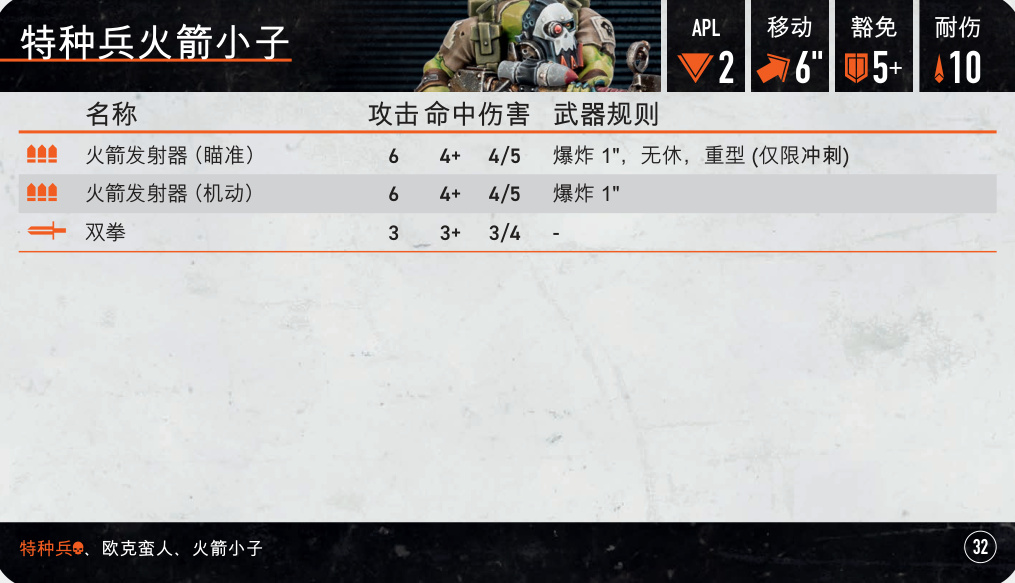 特种兵火箭小子
APL 移动 豁免 耐伤
2 6" 5+ 10
名称 攻击 命中 伤害 武器规则
火箭发射器（瞄准） 6 4+ 4/5 爆炸 1", 无休, 重型 (仅限冲刺)
火箭发射器（机动） 6 4+ 4/5 爆炸 1"
双拳 3 3+ 3/4 -
特种兵、欧克蛮人、火箭小子
32